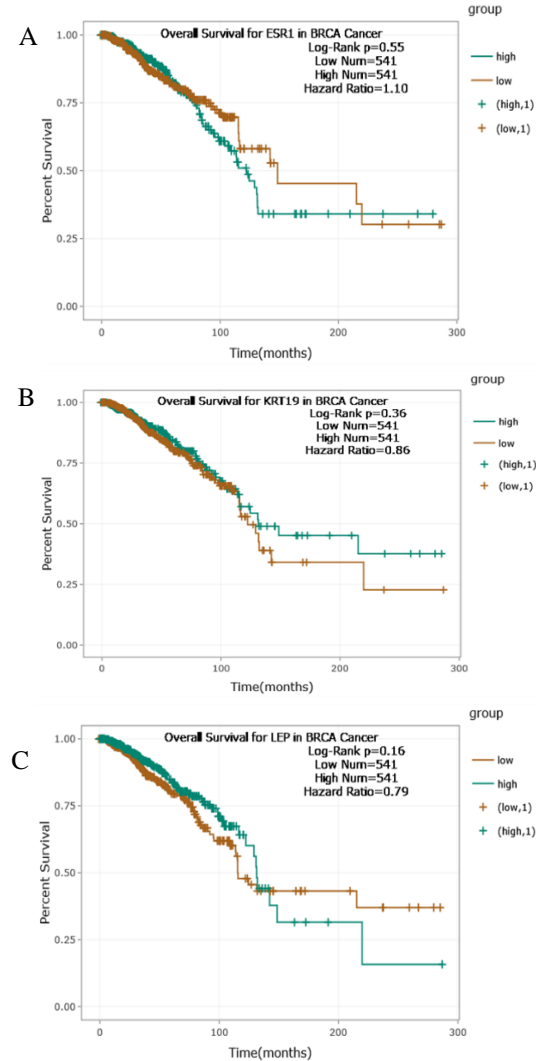 A
Overall Survival for ESR1 in BRCA Cancer
Log-Rank p=0.55
Low Num=541
High Num=541
Hazard Ratio=1.10
group
high
low
(high,1)
(low,1)
Percent Survival
1.00
0.75
0.50
0.25
0.00
0
100
200
300
Time(months)
B
Overall Survival for KRT19 in BRCA Cancer
Log-Rank p=0.36
Low Num=541
High Num=541
Hazard Ratio=0.86
group
high
low
(high,1)
(low,1)
Percent Survival
1.00
0.75
0.50
0.25
0.00
0
100
200
300
Time(months)
C
Overall Survival for LEP in BRCA Cancer
Log-Rank p=0.16
Low Num=541
High Num=541
Hazard Ratio=0.79
group
low
high
(low,1)
(high,1)
Percent Survival
1.00
0.75
0.50
0.25
0.00
0
100
200
300
Time(months)